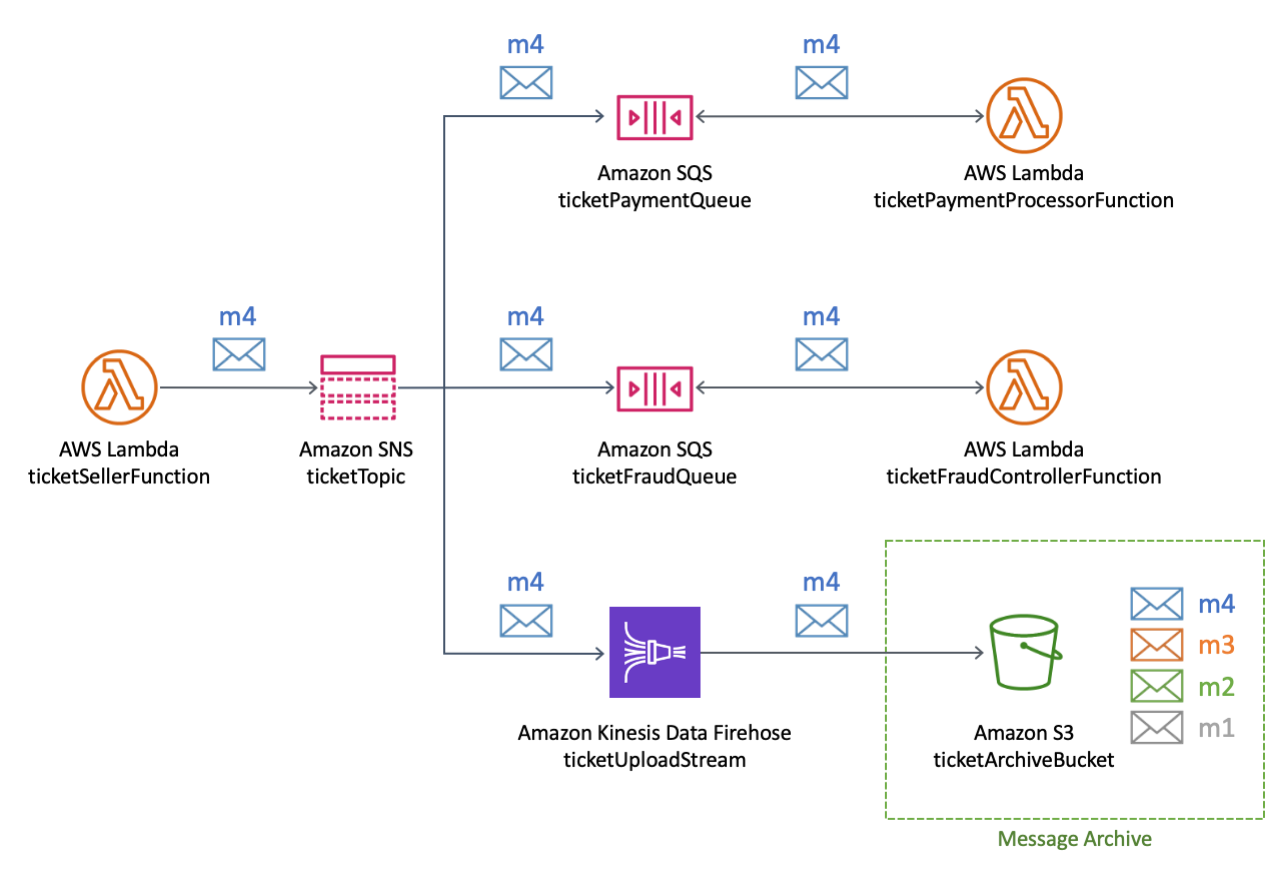 m4
m4
Amazon SQS
ticketPaymentQueue
AWS Lambda
ticketPaymentProcessorFunction
m4
m4
m4
AWS Lambda
ticketSellerFunction
Amazon SNS
ticketTopic
Amazon SQS
ticketFraudQueue
AWS Lambda
ticketFraudControllerFunction
m4
m4
Amazon Kinesis Data Firehose
ticketUploadStream
Amazon S3
ticketArchiveBucket
m4
m3
m2
m1
Message Archive